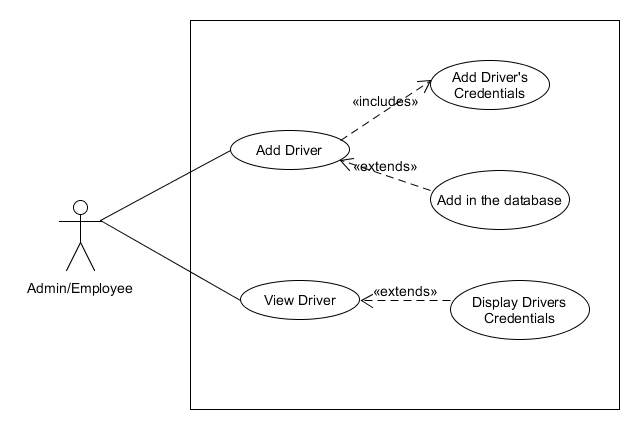 Add Driver's
Credentials
«includes»
Add Driver
«extends»
Add in the database
Admin/Employee
«extends»
View Driver
Display Drivers
Credentials